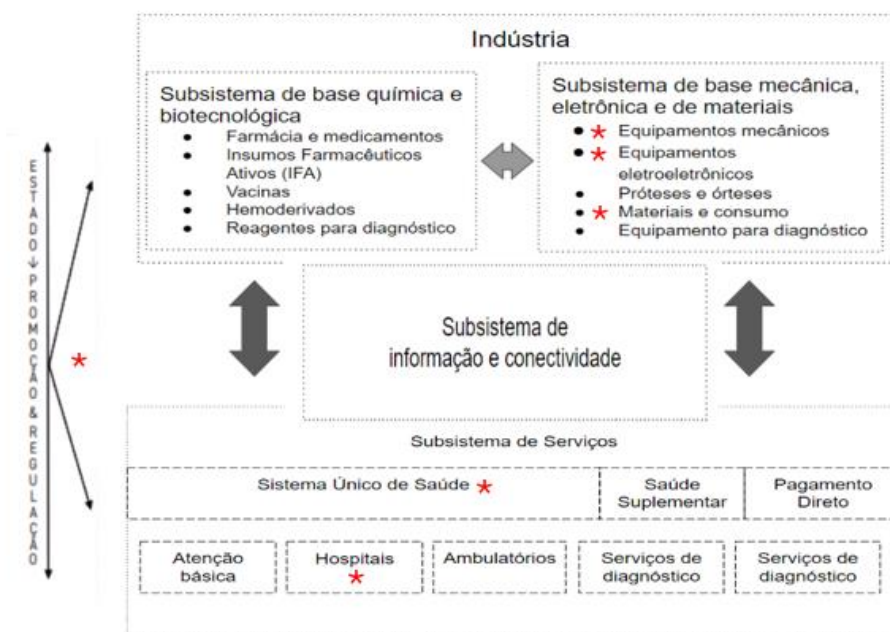 Indústria
Subsistema de base química e
biotecnológica
• Farmácia e medicamentos
• Insumos Farmacêuticos
Ativos (IFA)
• Vacinas
• Hemoderivados
• Reagentes para diagnóstico
Subsistema de base mecânica,
eletrônica e de materiais
• * Equipamentos mecânicos
• * Equipamentos
eletroeletrônicos
• Próteses e órteses
• * Materiais e consumo
• Equipamento para diagnóstico
ESTADO → PROMOÇÃO & REGULAÇÃO
*
Subsistema de
informação e conectividade
Subsistema de Serviços
Sistema Único de Saúde *
Saúde
Suplementar
Pagamento
Direto
Atenção
básica
Hospitais
*
Ambulatórios
Serviços de
diagnóstico
Serviços de
diagnóstico